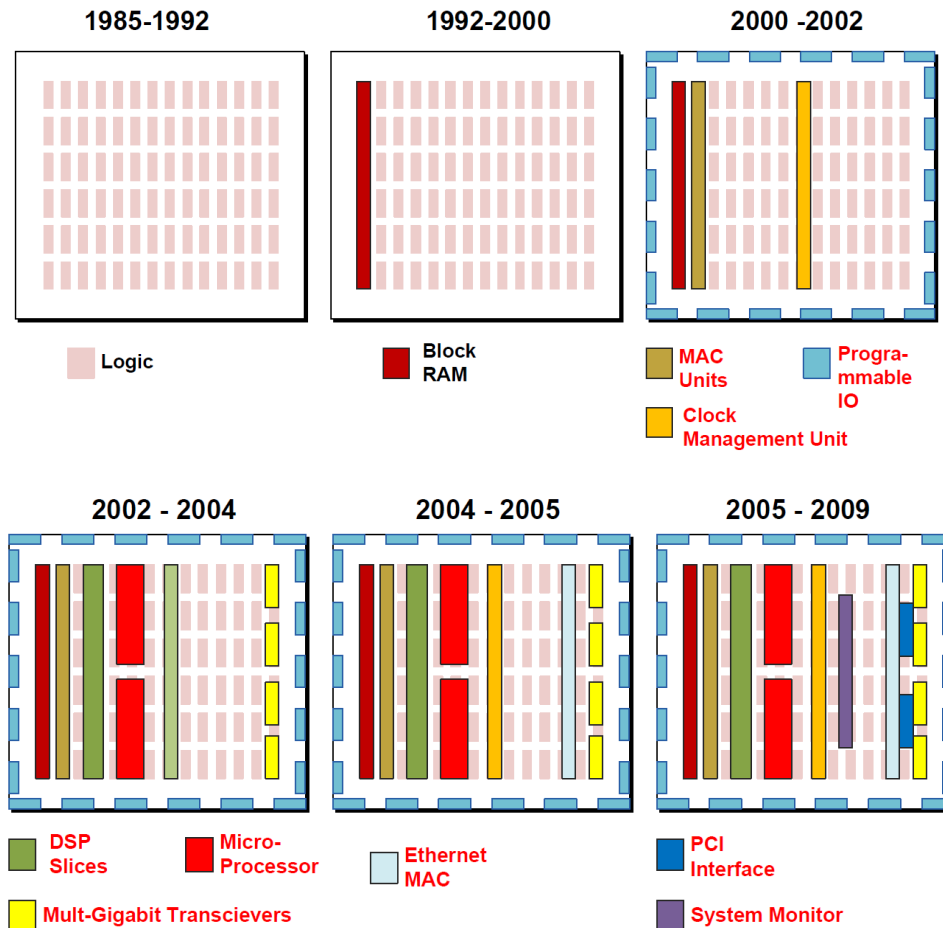 1985-1992
1992-2000
2000 -2002
Logic
Block
RAM
MAC
Units
Progra-
mmable
IO
Clock
Management Unit
2002 - 2004
2004 - 2005
2005 - 2009
DSP
Slices
Micro-
Processor
Ethernet
MAC
PCI
Interface
Mult-Gigabit Transcievers
System Monitor